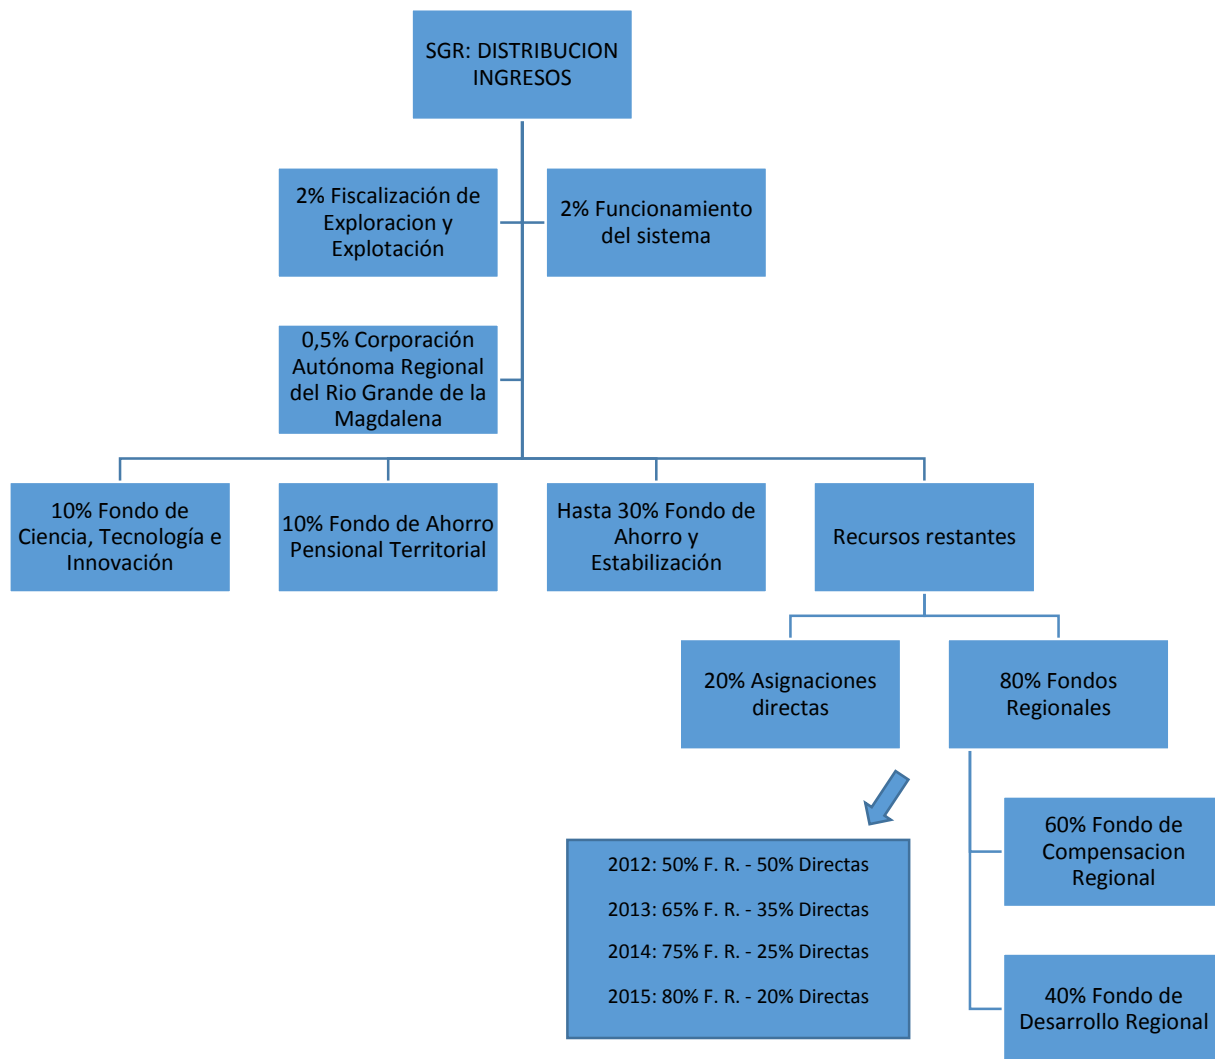 SGR: DISTRIBUCION
INGRESOS
2% Fiscalización de
Exploracion y
Explotación
2% Funcionamiento
del sistema
0,5% Corporación
Autónoma Regional
del Rio Grande de la
Magdalena
10% Fondo de
Ciencia, Tecnología e
Innovación
10% Fondo de Ahorro
Pensional Territorial
Hasta 30% Fondo de
Ahorro y
Estabilización
Recursos restantes
20% Asignaciones
directas
80% Fondos
Regionales
2012: 50% F. R. - 50% Directas
2013: 65% F. R. - 35% Directas
2014: 75% F. R. - 25% Directas
2015: 80% F. R. - 20% Directas
60% Fondo de
Compensacion
Regional
40% Fondo de
Desarrollo Regional